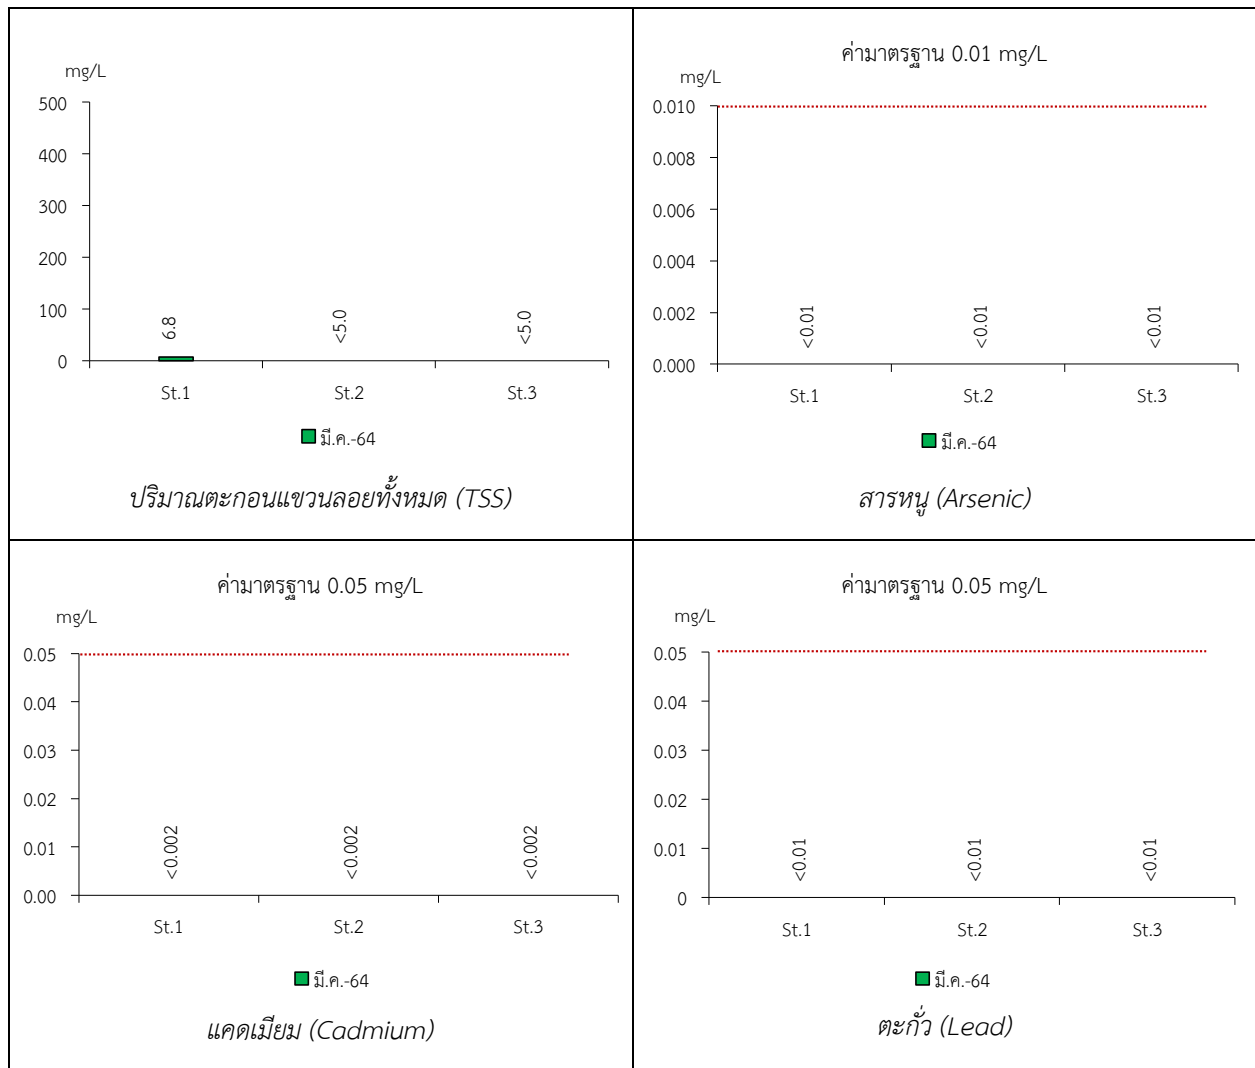 mg/L
500
400
300
200
100
0
6.8
<5.0
<5.0
St.1 St.2 St.3
มี.ค.-64
ปริมาณตะกอนแขวนลอยทั้งหมด (TSS)
ค่ามาตรฐาน 0.01 mg/L
mg/L
0.010
0.008
0.006
0.004
0.002
0.000
<0.01
<0.01
<0.01
St.1 St.2 St.3
มี.ค.-64
สารหนู (Arsenic)
ค่ามาตรฐาน 0.05 mg/L
mg/L
0.05
0.04
0.03
0.02
0.01
0.00
<0.002
<0.002
<0.002
St.1 St.2 St.3
มี.ค.-64
แคดเมียม (Cadmium)
ค่ามาตรฐาน 0.05 mg/L
mg/L
0.05
0.04
0.03
0.02
0.01
0
<0.01
<0.01
<0.01
St.1 St.2 St.3
มี.ค.-64
ตะกั่ว (Lead)